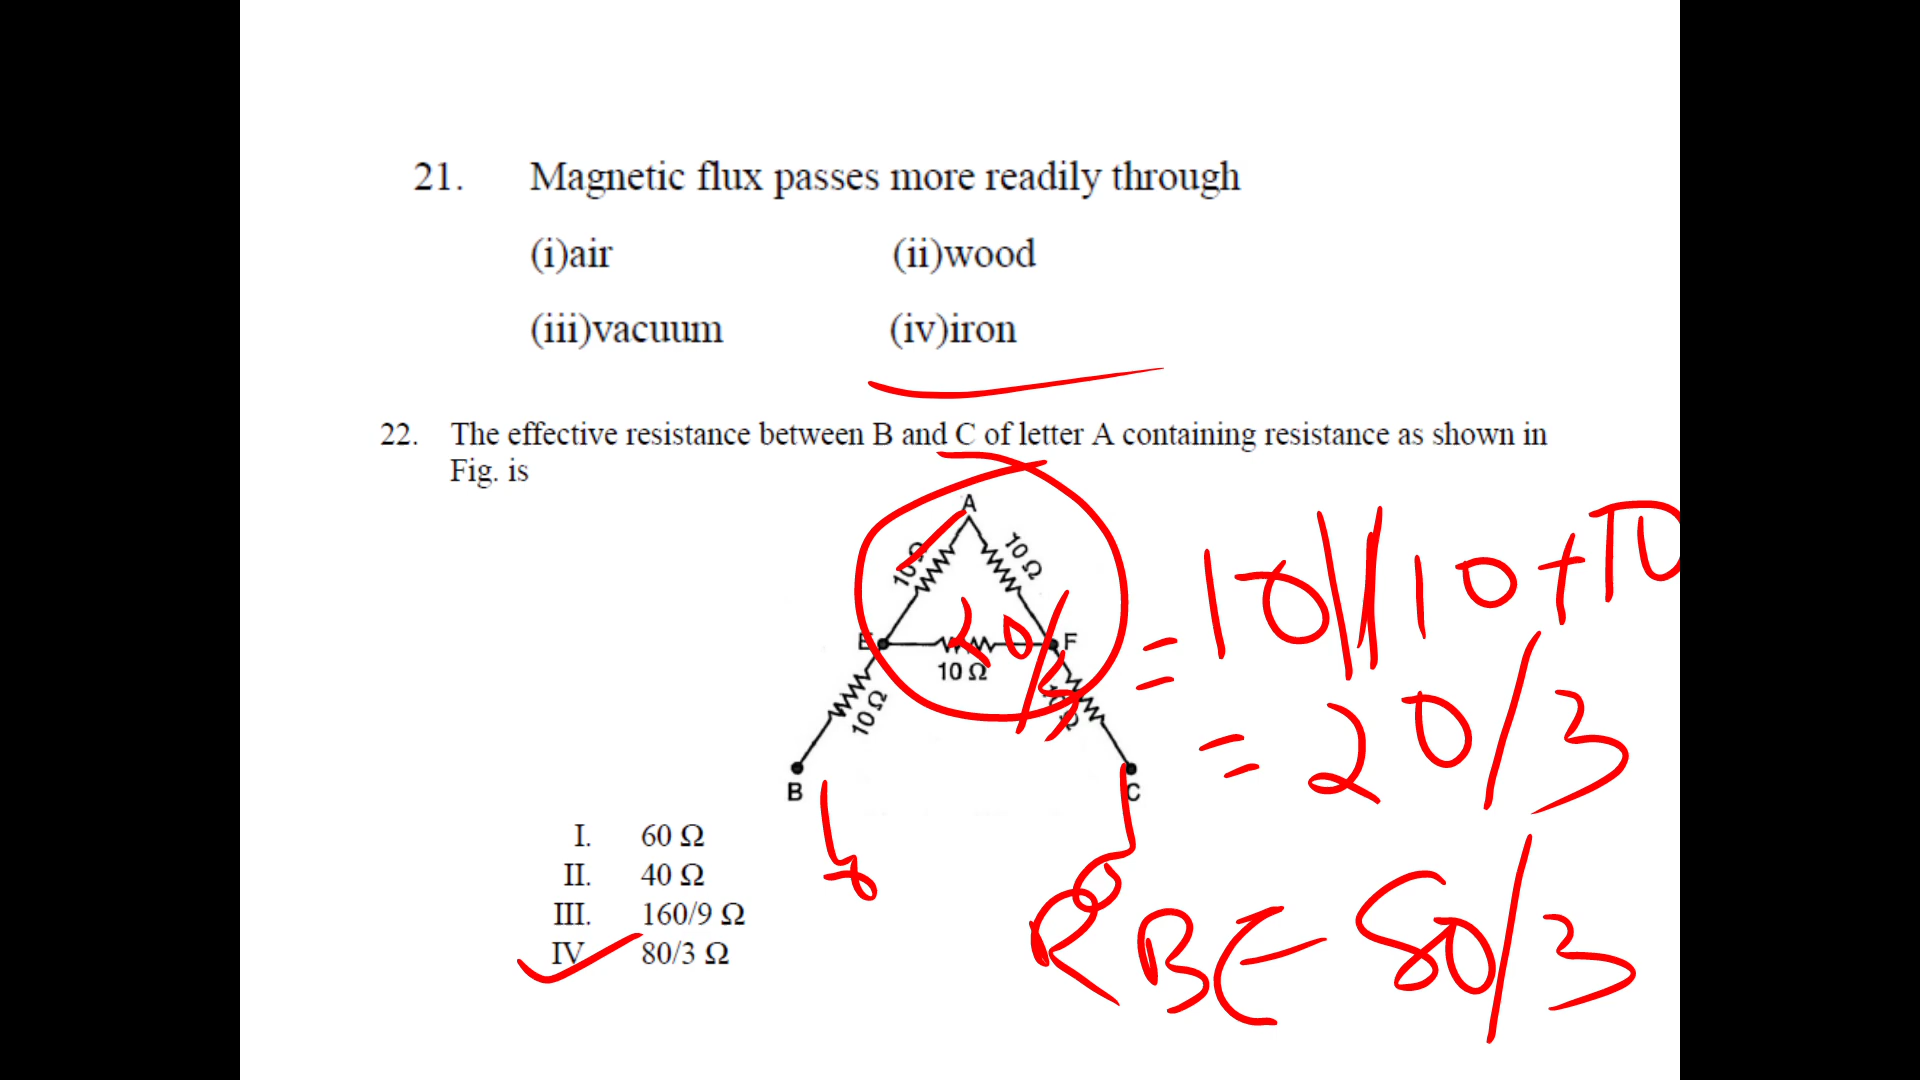 21. Magnetic flux passes more readily through
(i)air (ii)wood
(iii)vacuum (iv)iron
22. The effective resistance between B and C of letter A containing resistance as shown in
Fig. is
A
10 Ω 10 Ω
= 10||10+10
E 20/3 F
10 Ω
10 Ω 10 Ω
= 20/3
B C
I. 60 Ω
II. 40 Ω
III. 160/9 Ω
IV. 80/3 Ω
RBC = 80/3